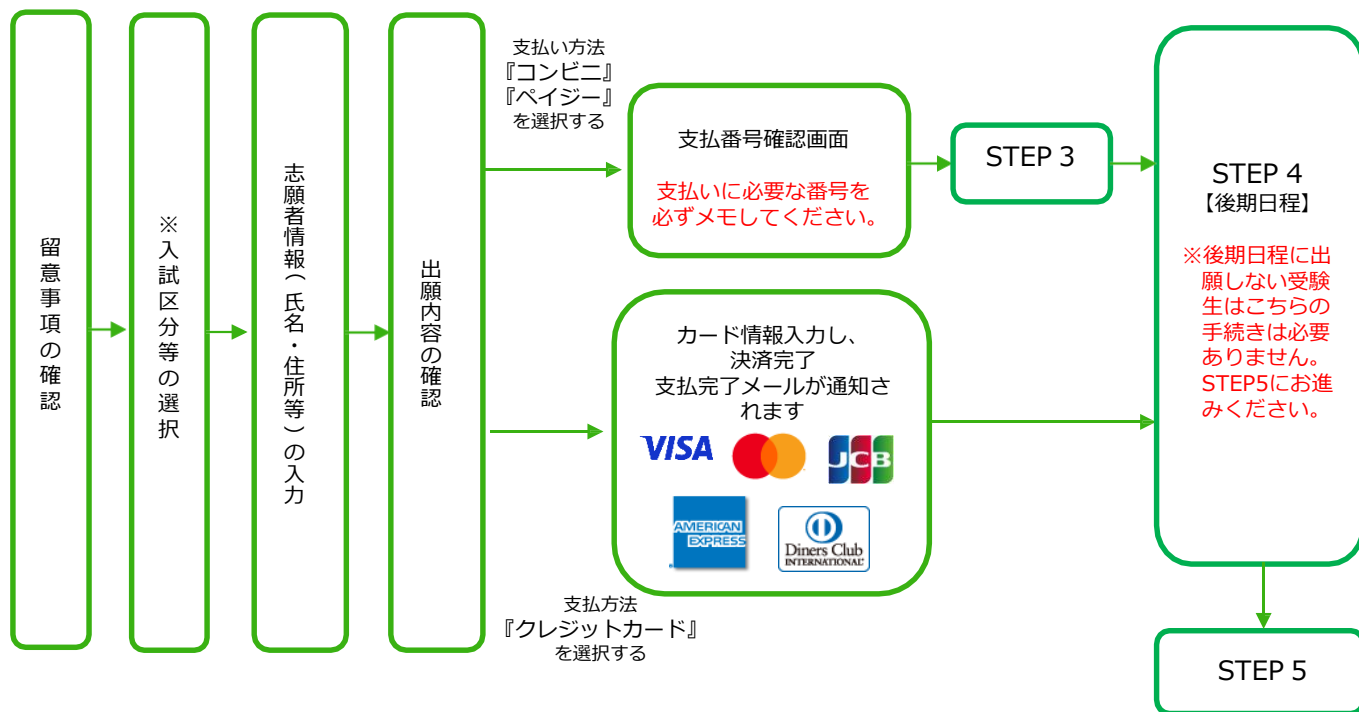 留意事項の確認
※入試区分等の選択
志願者情報(氏名・住所等)の入力
出願内容の確認
支払い方法
『コンビニ』
『ペイジー』
を選択する
支払番号確認画面
支払いに必要な番号を
必ずメモしてください。
STEP 3
カード情報入力し、
決済完了
支払完了メールが通知さ
れます
VISA
JCB
AMERICAN
EXPRESS
Diners Club
INTERNATIONAL
支払方法
『クレジットカード』
を選択する
STEP 4
【後期日程】
※後期日程に出
願しない受験
生はこちらの
手続きは必要
ありません。
STEP5にお進
みください。
STEP 5